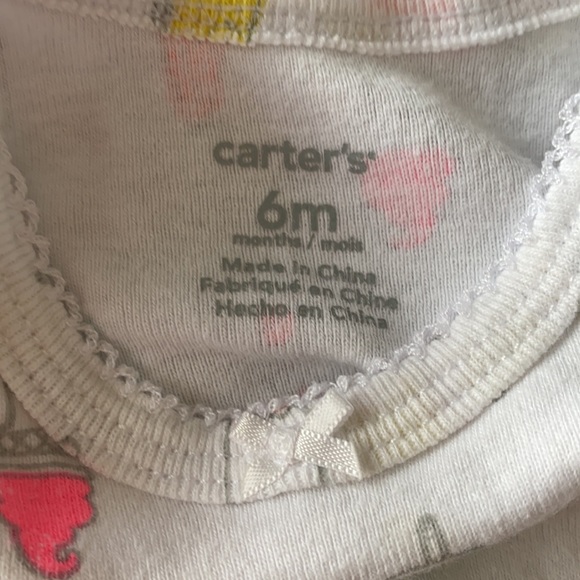 carter's
6m
months / mois
Made in China
Fabriqué en Chine
Hecho en China